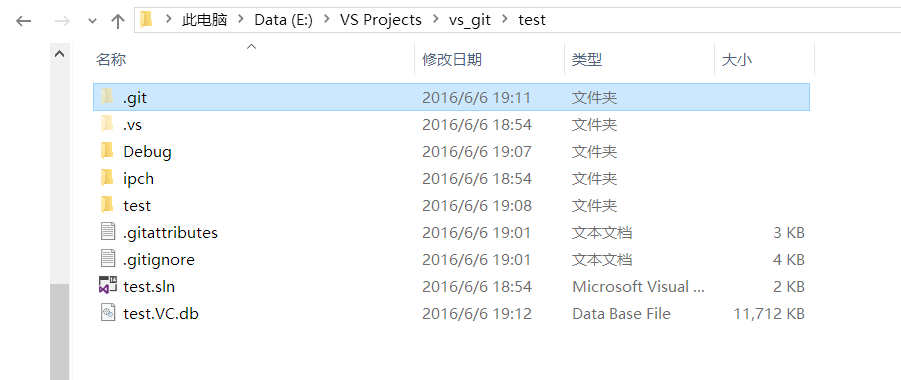 此电脑 > Data (E:) > VS Projects > vs_git > test
名称 修改日期 类型 大小
.git 2016/6/6 19:11 文件夹
.vs 2016/6/6 18:54 文件夹
Debug 2016/6/6 19:07 文件夹
ipch 2016/6/6 18:54 文件夹
test 2016/6/6 19:08 文件夹
.gitattributes 2016/6/6 19:01 文本文档 3 KB
.gitignore 2016/6/6 19:01 文本文档 4 KB
test.sln 2016/6/6 18:54 Microsoft Visual ... 2 KB
test.VC.db 2016/6/6 19:12 Data Base File 11,712 KB